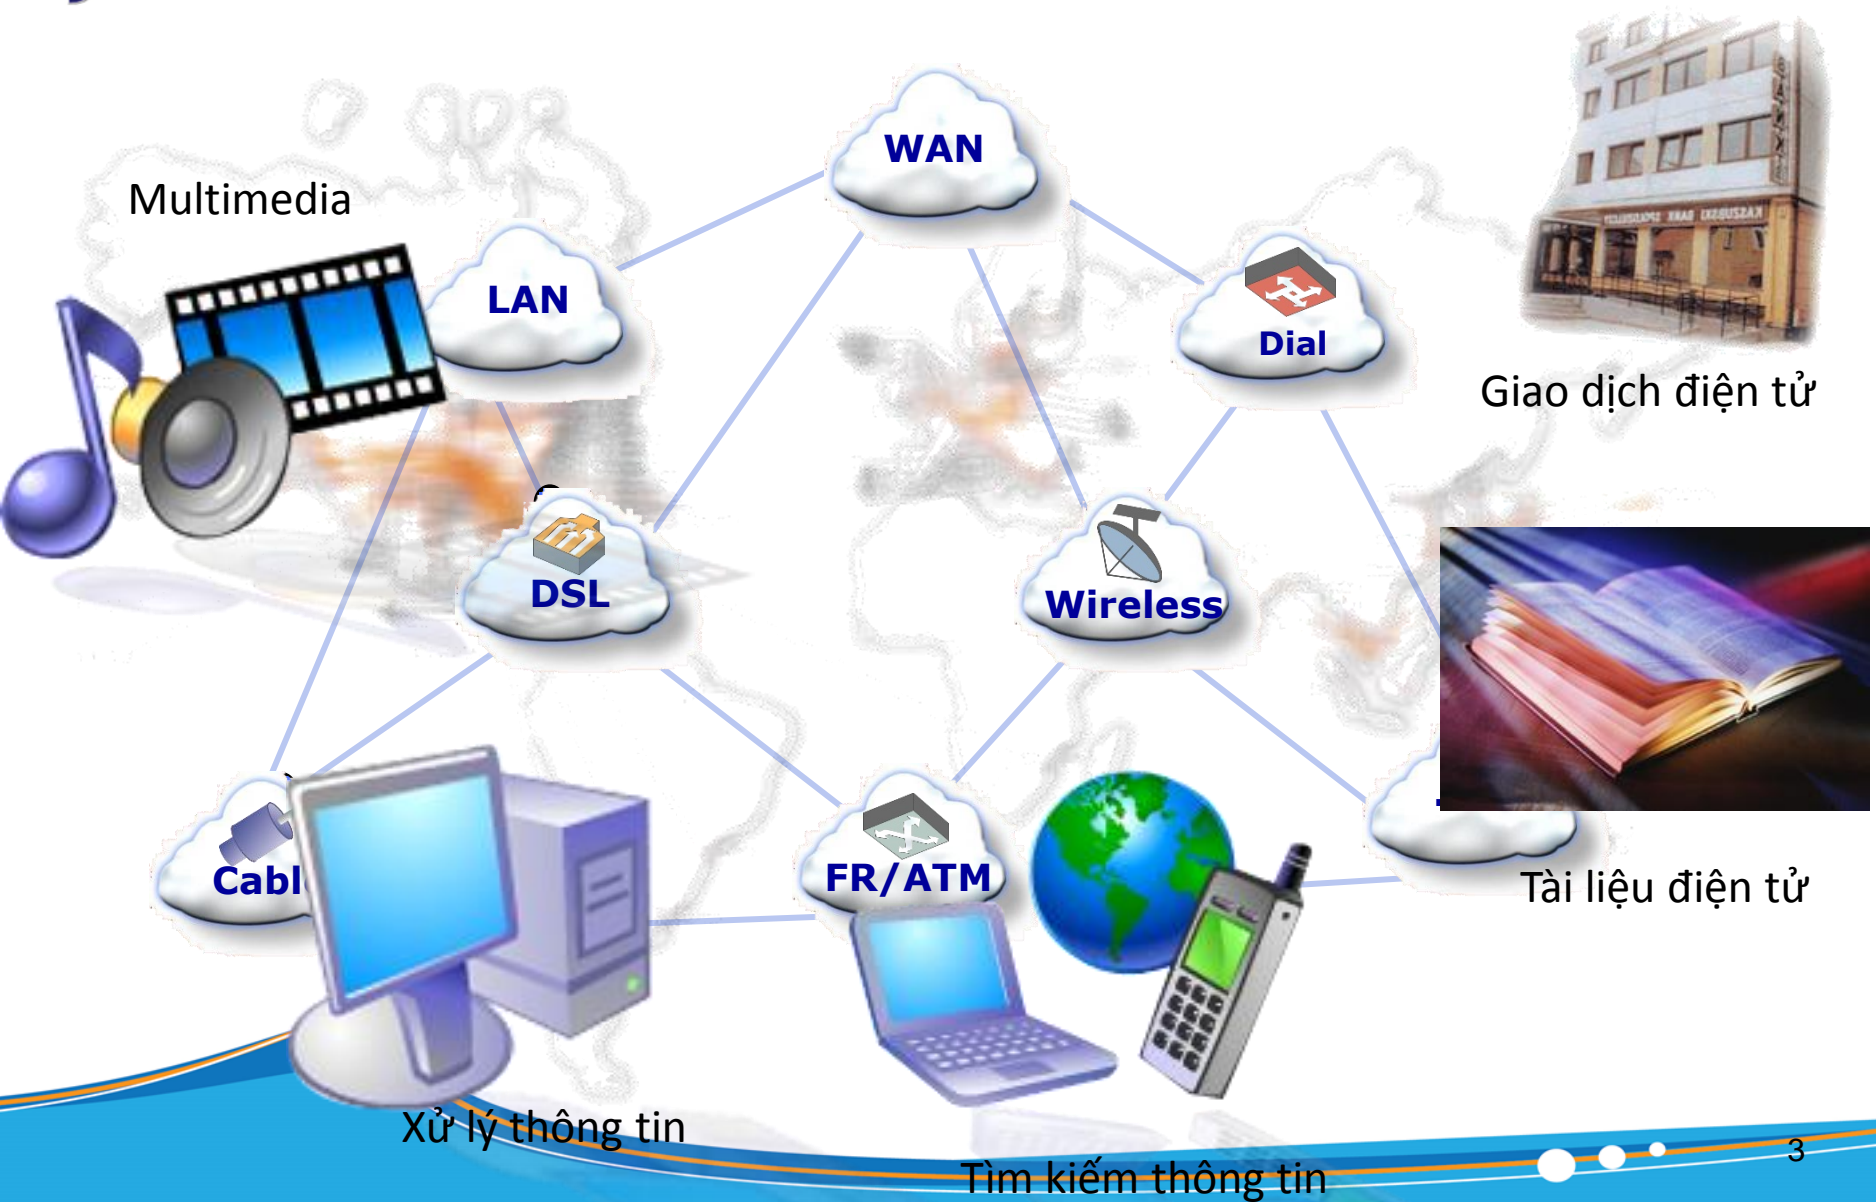 WAN
Multimedia
LAN
Dial
Giao dịch điện tử
DSL
Wireless
FR/ATM
Tài liệu điện tử
Xử lý thông tin
Tìm kiếm thông tin
3